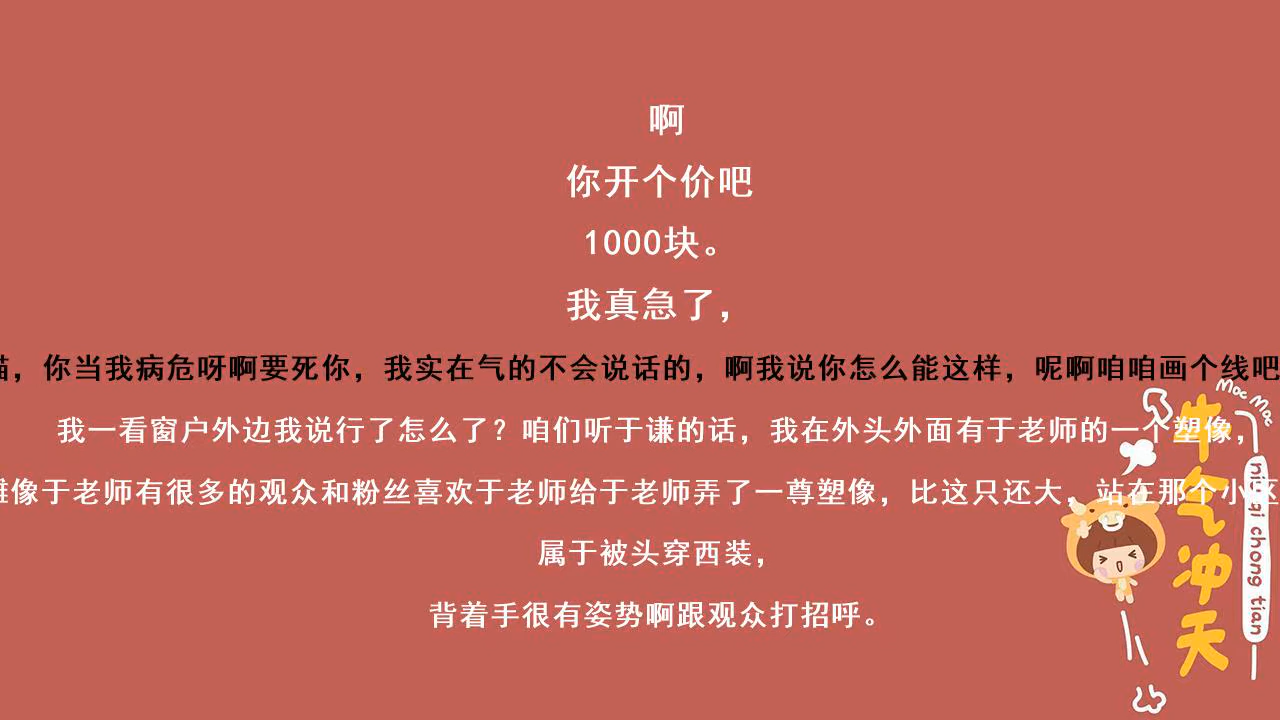 啊
你开个价吧
1000块。
我真急了，
猫，你当我病危呀啊要死你，我实在气的不会说话的，啊我说你怎么能这样，呢啊咱咱画个线吧
我一看窗户外边我说行了怎么了？咱们听于谦的话，我在外头外面有于老师的一个塑像，
雕像于老师有很多的观众和粉丝喜欢于老师给于老师弄了一尊塑像，比这只还大，站在那个小区
属于被头穿西装，
背着手很有姿势啊跟观众打招呼。
Moc Moc
牛气冲天
niu qi chong tian